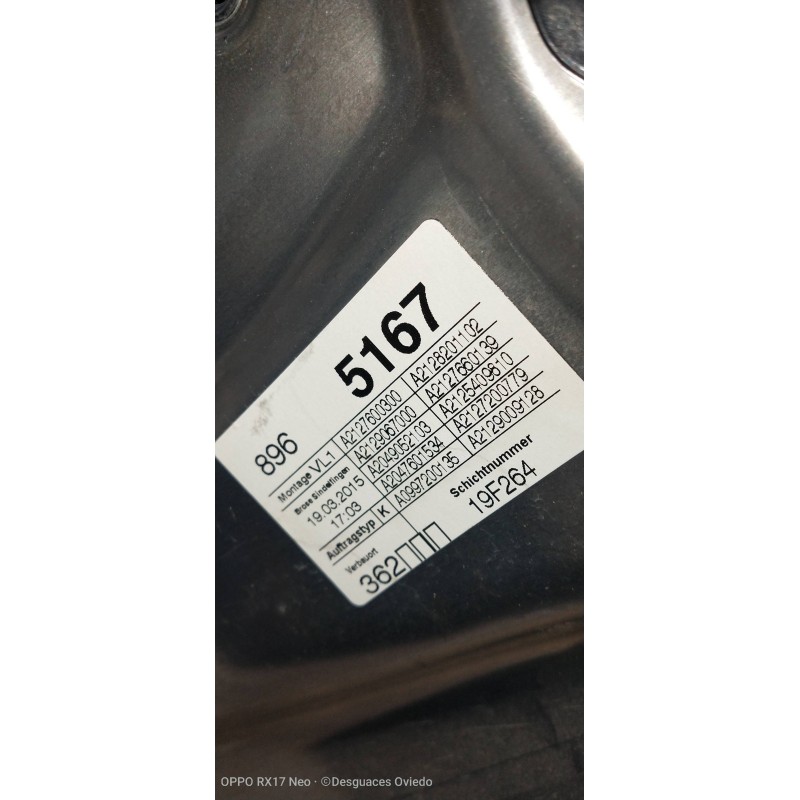 896
5167
Montage VL1
Brose Sindelfingen
19.03.2015
17:03
Auftragstyp K
Verbauort
362
A2127600300 A2128201102
A2129067000 A2127660139
A2049052103 A2125409810
A2047601534 A2127200779
A0997200135 A2129009128
Schichtnummer
19F264
OPPO RX17 Neo · ©Desguaces Oviedo